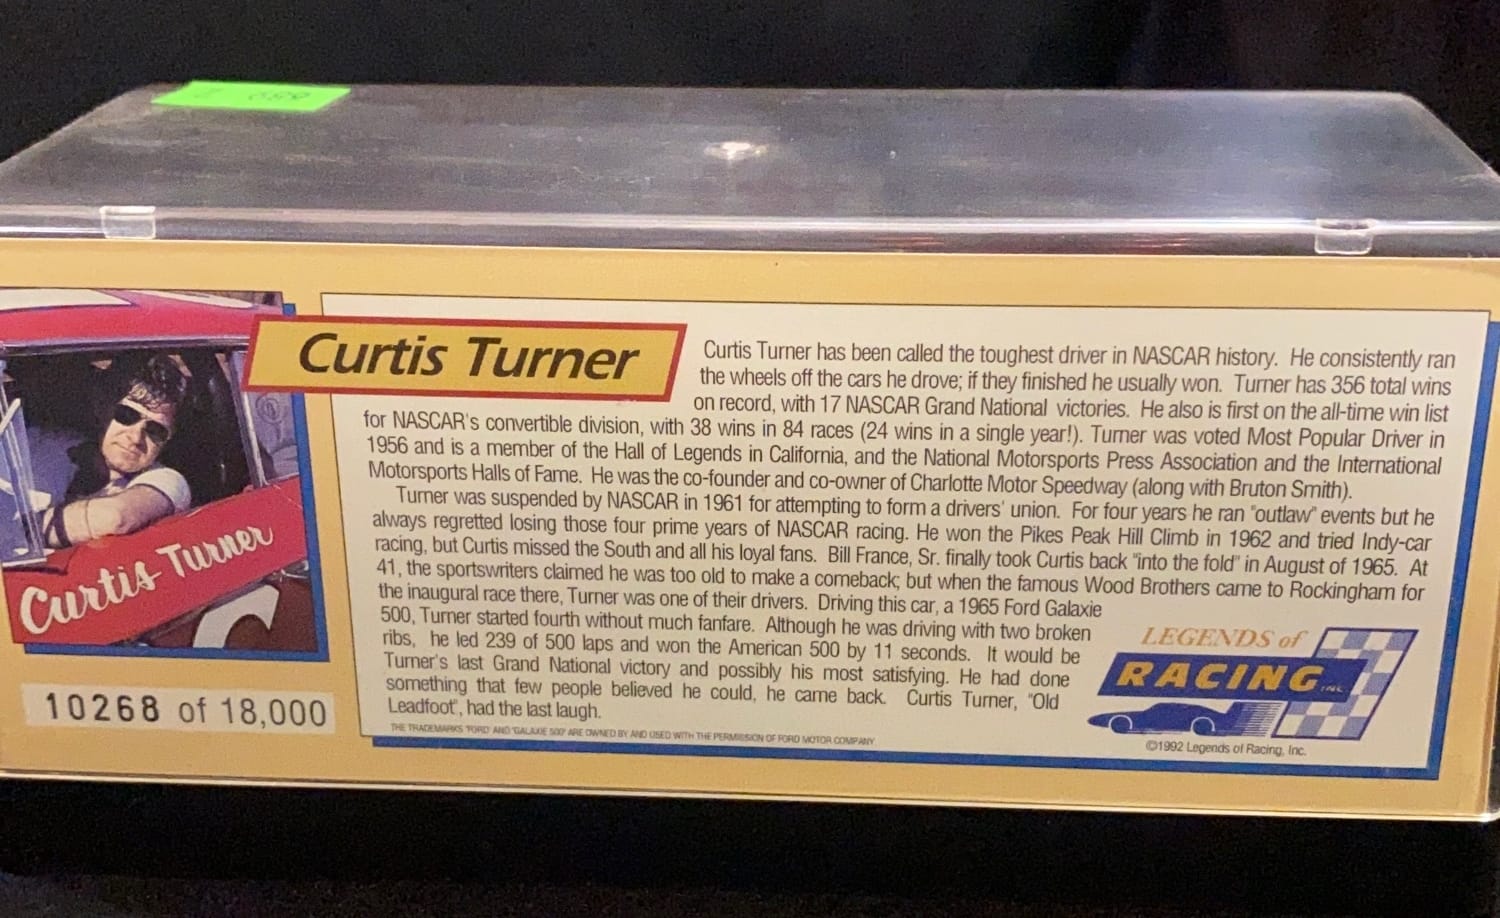 Curtis Turner
Curtis Turner has been called the toughest driver in NASCAR history. He consistently ran
the wheels off the cars he drove; if they finished he usually won. Turner has 356 total wins
on record, with 17 NASCAR Grand National victories. He also is first on the all-time win list
for NASCAR's convertible division, with 38 wins in 84 races (24 wins in a single year!). Turner was voted Most Popular Driver in
1956 and is a member of the Hall of Legends in California, and the National Motorsports Press Association and the International
Motorsports Halls of Fame. He was the co-founder and co-owner of Charlotte Motor Speedway (along with Bruton Smith).
Turner was suspended by NASCAR in 1961 for attempting to form a drivers' union. For four years he ran "outlaw" events but he
always regretted losing those four prime years of NASCAR racing. He won the Pikes Peak Hill Climb in 1962 and tried Indy-car
racing, but Curtis missed the South and all his loyal fans. Bill France, Sr. finally took Curtis back "into the fold" in August of 1965. At
41, the sportswriters claimed he was too old to make a comeback; but when the famous Wood Brothers came to Rockingham for
the inaugural race there, Turner was one of their drivers. Driving this car, a 1965 Ford Galaxie
500, Turner started fourth without much fanfare. Although he was driving with two broken
ribs, he led 239 of 500 laps and won the American 500 by 11 seconds. It would be
Turner's last Grand National victory and possibly his most satisfying. He had done
something that few people believed he could, he came back. Curtis Turner, "Old
Leadfoot", had the last laugh.
THE TRADEMARKS "FORD" AND "GALAXIE 500" ARE OWNED BY AND USED WITH THE PERMISSION OF FORD MOTOR COMPANY
Curtis Turner
10268 of 18,000
LEGENDS of
RACING, INC.
©1992 Legends of Racing, Inc.